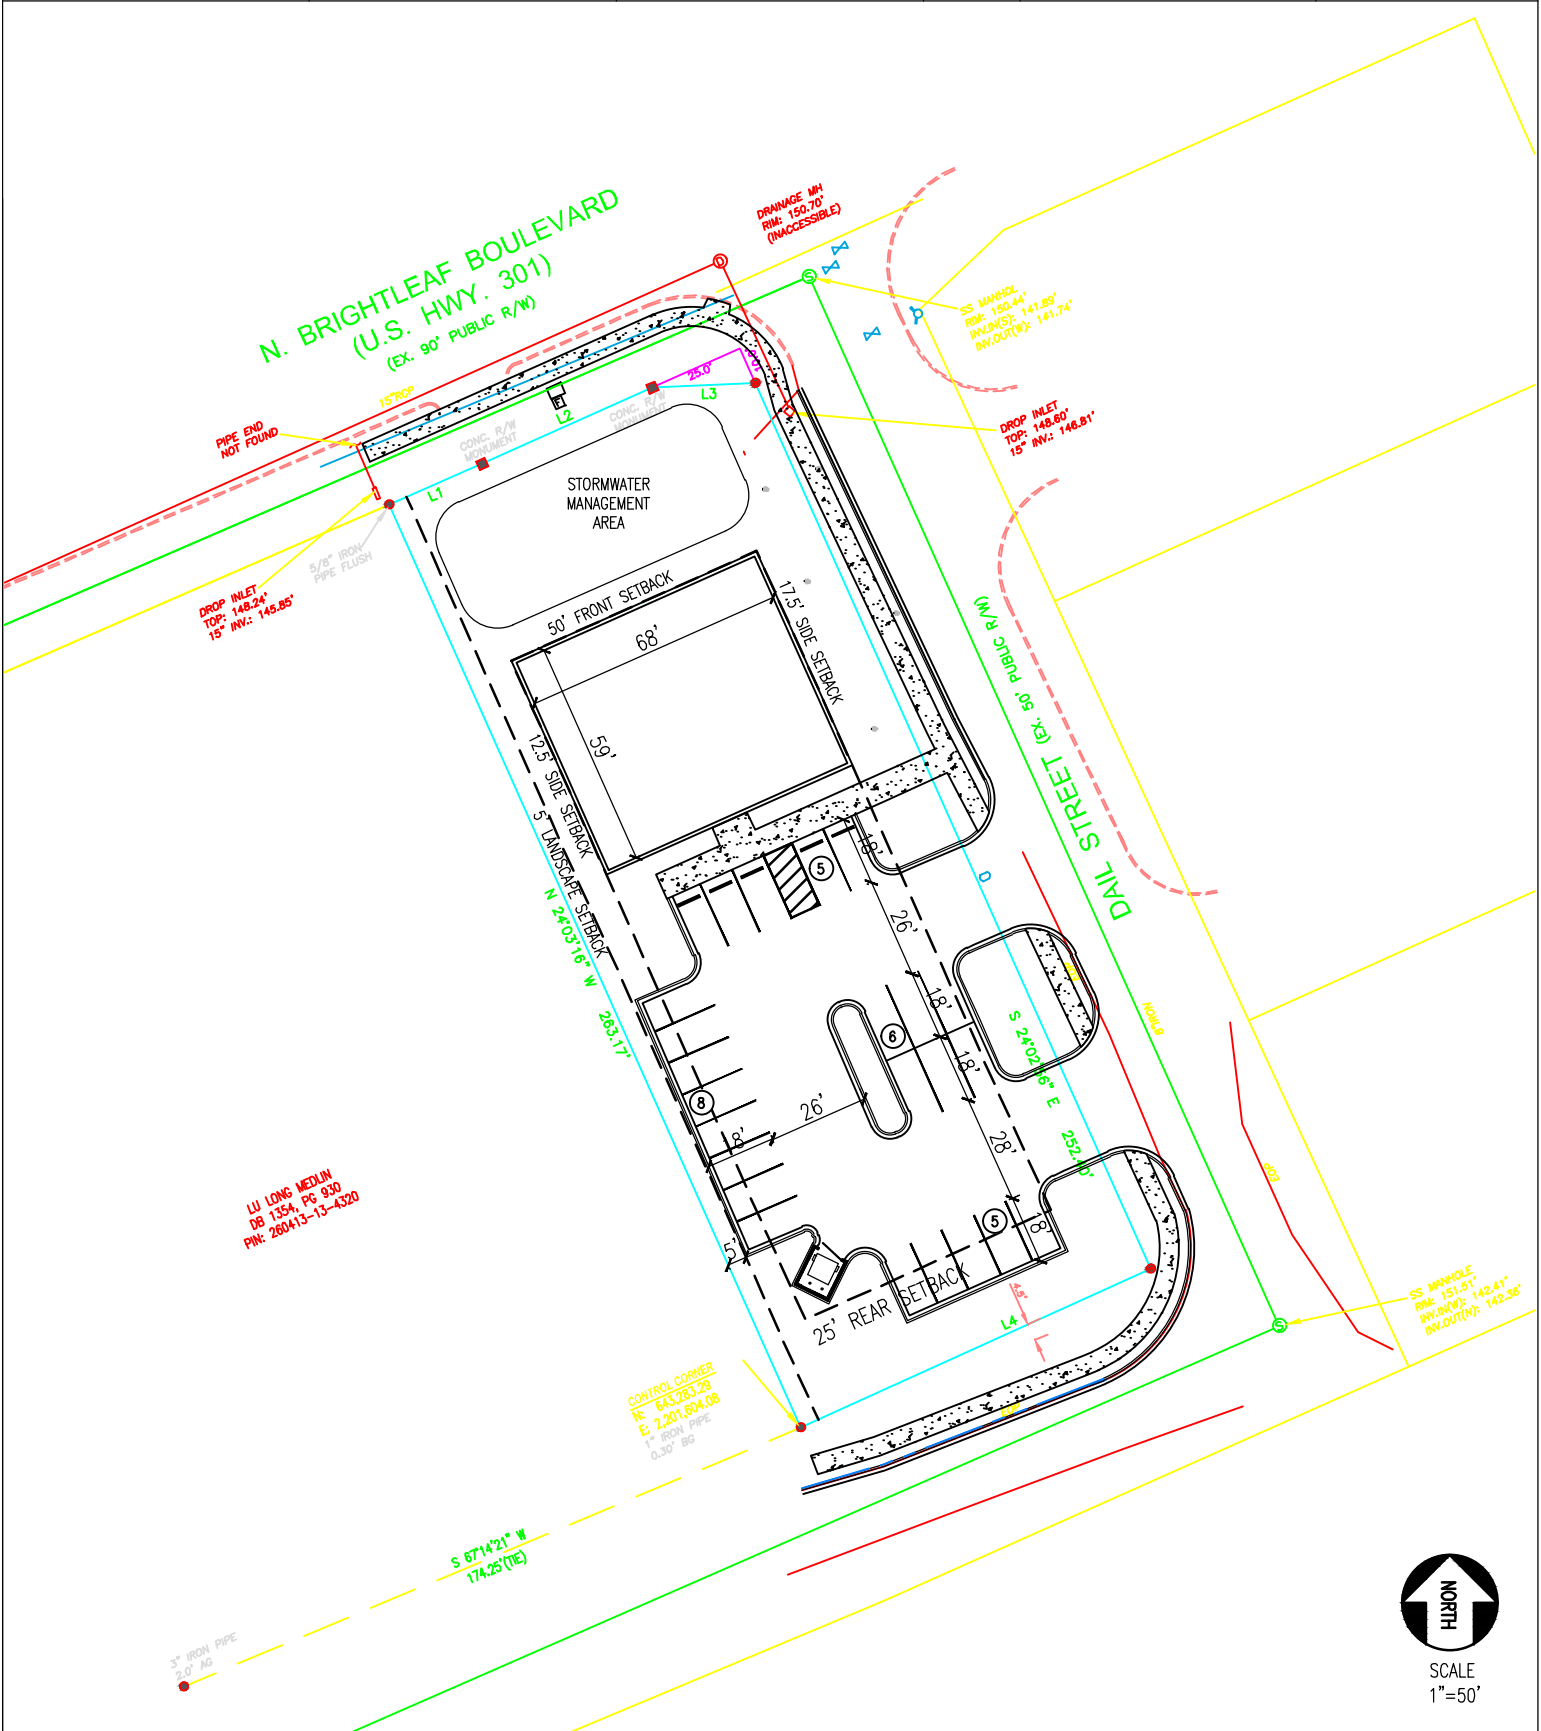 DRAINAGE MH
RIM: 150.70'
(INACCESSIBLE)
N. BRIGHTLEAF BOULEVARD
(U.S. HWY. 301)
(EX. 90' PUBLIC R/W)
D
S
SS MANHOL
RIM: 150.44'
INV.IN(S): 141.89'
INV.OUT(W): 141.74'
15"RCP
25.0'
L3
L2
L1
CONC. R/W
MONUMENT
CONC. R/W
MONUMENT
PIPE END
NOT FOUND
DROP INLET
TOP: 148.60'
15" INV.: 146.81'
STORMWATER
MANAGEMENT
AREA
5/8" IRON
PIPE FLUSH
DROP INLET
TOP: 148.24'
15" INV.: 145.85'
50' FRONT SETBACK
68'
17.5' SIDE SETBACK
59'
12.5' SIDE SETBACK
5' LANDSCAPE SETBACK
N 24°03'16" W 263.17'
DAIL STREET (EX. 50' PUBLIC R/W)
18'
5
26'
18'
6
18'
S 24°02'56" E
8
26'
18'
28'
5
18'
5'
25' REAR SETBACK
4.5"
L4
EOP
EOP
LU LONG MEDLIN
DB 1354, PG 930
PIN: 260413-13-4320
SS MANHOLE
RIM: 151.51'
INV.IN(W): 142.41'
INV.OUT(N): 142.36'
S
CONTROL CORNER
N: 643,283.29
E: 2,201,604.08
1" IRON PIPE
0.30' BG
S 67°14'21" W
174.25'(TIE)
3" IRON PIPE
2.0' AG
NORTH
SCALE
1"=50'